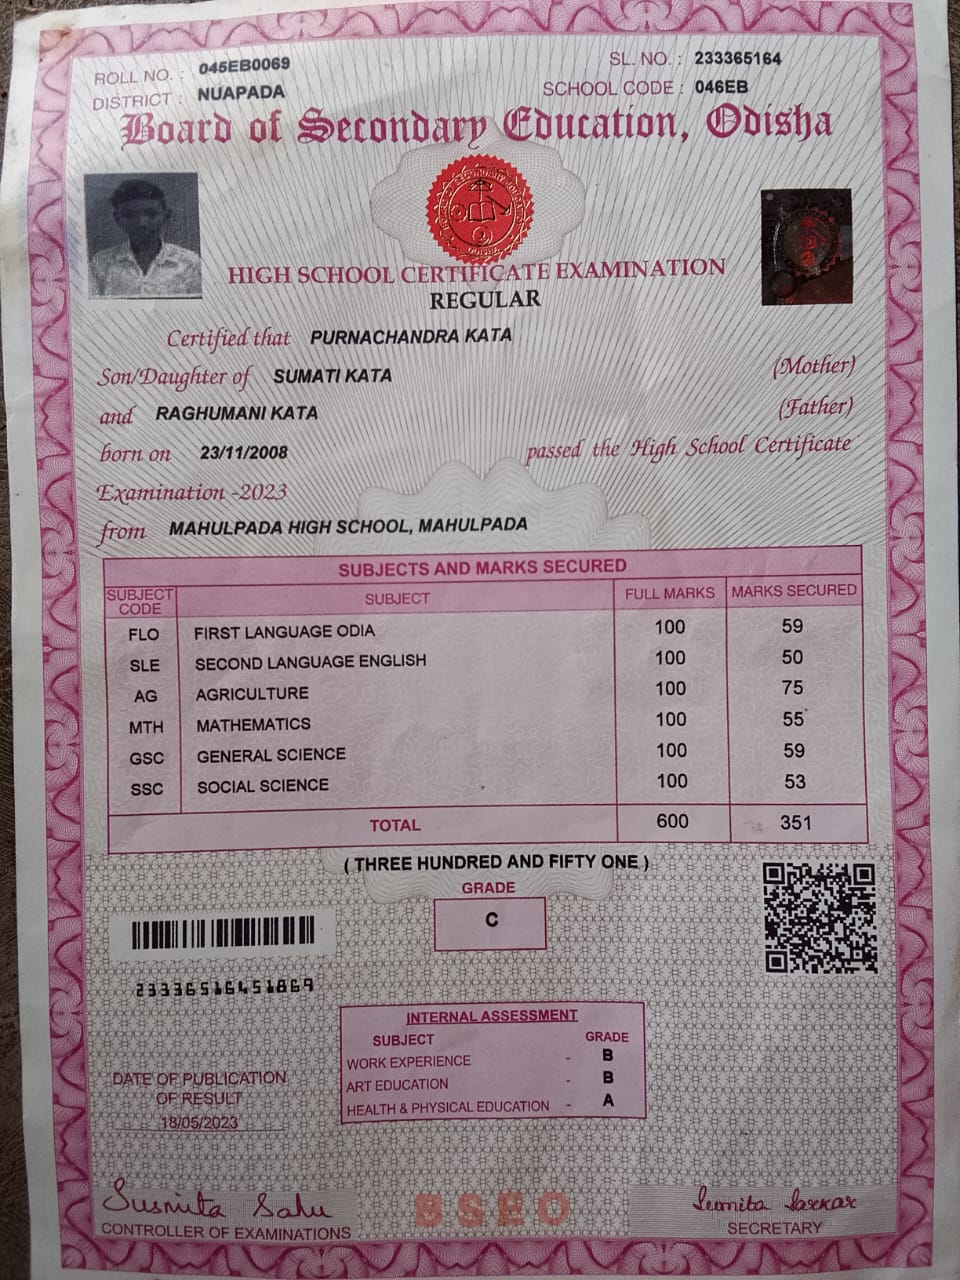 ROLL NO. : 045EB0069
SL. NO. : 233365164
DISTRICT : NUAPADA
SCHOOL CODE : 046EB
Board of Secondary Education, Odisha
HIGH SCHOOL CERTIFICATE EXAMINATION
REGULAR
Certified that PURNACHANDRA KATA
Son/Daughter of SUMATI KATA (Mother)
and RAGHUMANI KATA (Father)
born on 23/11/2008 passed the High School Certificate
Examination -2023
from MAHULPADA HIGH SCHOOL, MAHULPADA
SUBJECTS AND MARKS SECURED
SUBJECT CODE SUBJECT FULL MARKS MARKS SECURED
FLO FIRST LANGUAGE ODIA 100 59
SLE SECOND LANGUAGE ENGLISH 100 50
AG AGRICULTURE 100 75
MTH MATHEMATICS 100 55
GSC GENERAL SCIENCE 100 59
SSC SOCIAL SCIENCE 100 53
TOTAL 600 351
( THREE HUNDRED AND FIFTY ONE )
GRADE
C
23336516451869
INTERNAL ASSESSMENT
SUBJECT GRADE
WORK EXPERIENCE - B
ART EDUCATION - B
HEALTH & PHYSICAL EDUCATION - A
DATE OF PUBLICATION
OF RESULT
18/05/2023
Susmita Sahu
CONTROLLER OF EXAMINATIONS
BSEO
Sarkar
SECRETARY